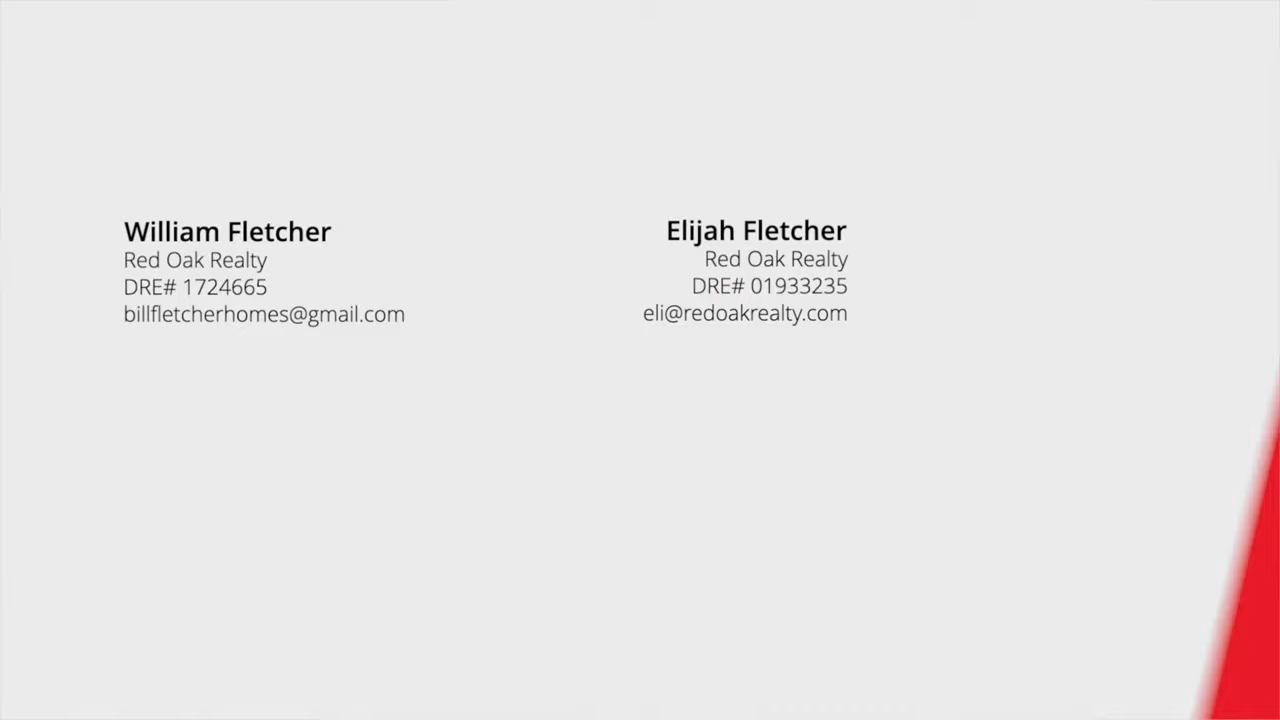 William Fletcher
Red Oak Realty
DRE# 1724665
billfletcherhomes@gmail.com
Elijah Fletcher
Red Oak Realty
DRE# 01933235
eli@redoakrealty.com